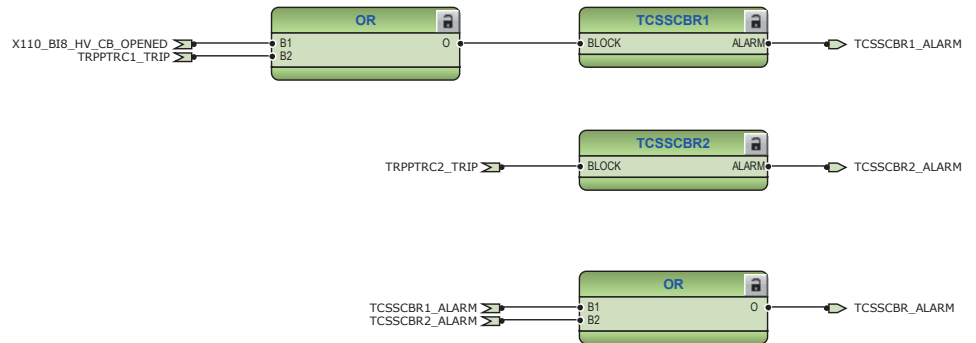 OR
TCSSCBR1
X110_BI8_HV_CB_OPENED
TRPPTRC1_TRIP
B1
B2
O
BLOCK
ALARM
TCSSCBR1_ALARM
TCSSCBR2
TRPPTRC2_TRIP
BLOCK
ALARM
TCSSCBR2_ALARM
OR
TCSSCBR1_ALARM
TCSSCBR2_ALARM
B1
B2
O
TCSSCBR_ALARM